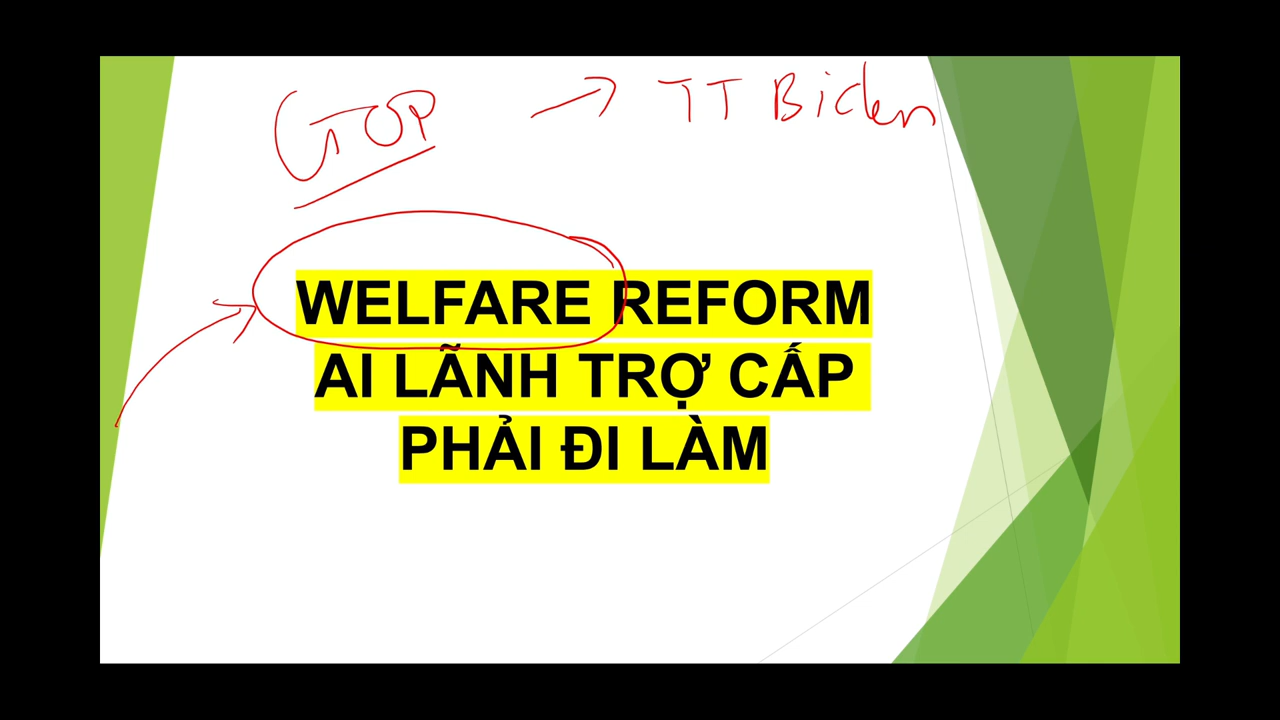 GOP → TT Biden
WELFARE REFORM
AI LÃNH TRỢ CẤP
PHẢI ĐI LÀM